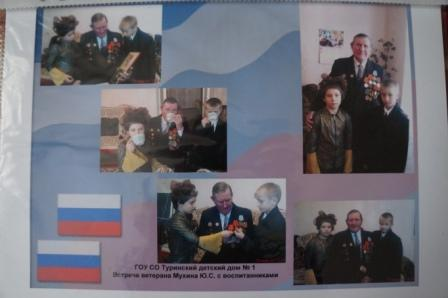 ГОУ СО Туринский детский дом № 1
Встреча ветерана Мухина Ю.С. с воспитанниками